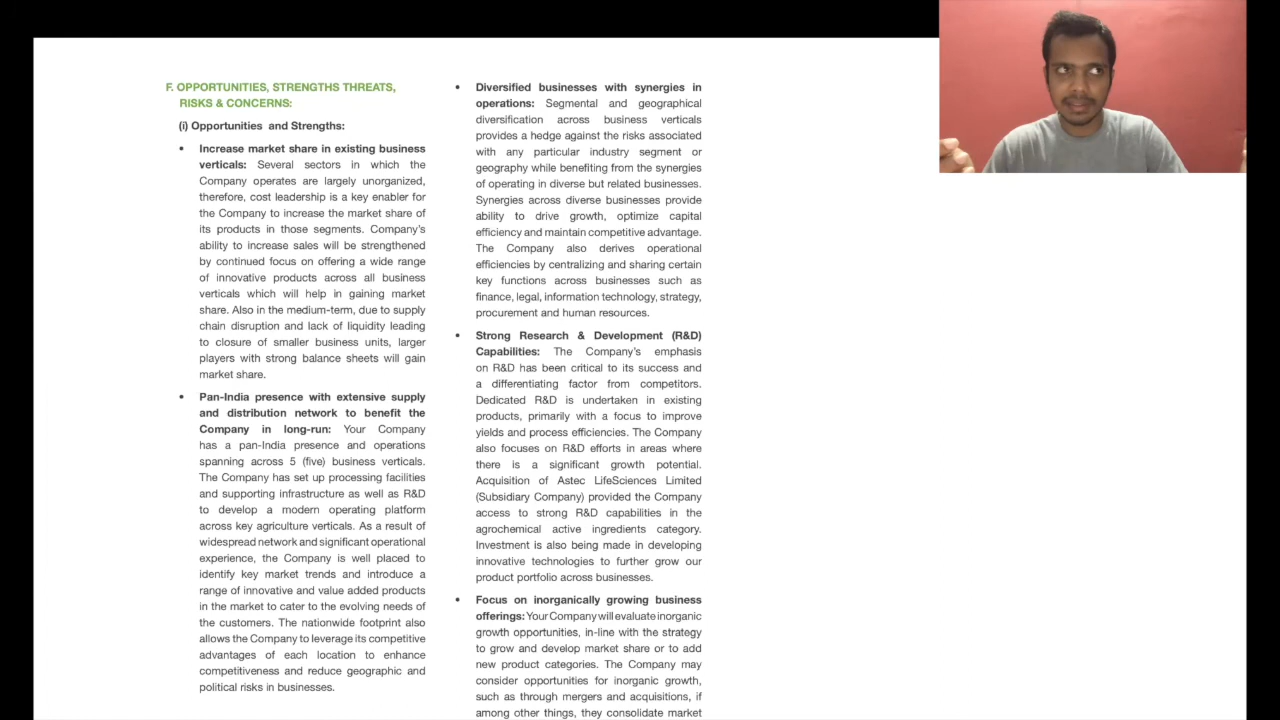 F. OPPORTUNITIES, STRENGTHS THREATS,
RISKS & CONCERNS:
(i) Opportunities and Strengths:
• Increase market share in existing business
verticals: Several sectors in which the
Company operates are largely unorganized,
therefore, cost leadership is a key enabler for
the Company to increase the market share of
its products in those segments. Company's
ability to increase sales will be strengthened
by continued focus on offering a wide range
of innovative products across all business
verticals which will help in gaining market
share. Also in the medium-term, due to supply
chain disruption and lack of liquidity leading
to closure of smaller business units, larger
players with strong balance sheets will gain
market share.
• Pan-India presence with extensive supply
and distribution network to benefit the
Company in long-run: Your Company
has a pan-India presence and operations
spanning across 5 (five) business verticals.
The Company has set up processing facilities
and supporting infrastructure as well as R&D
to develop a modern operating platform
across key agriculture verticals. As a result of
widespread network and significant operational
experience, the Company is well placed to
identify key market trends and introduce a
range of innovative and value added products
in the market to cater to the evolving needs of
the customers. The nationwide footprint also
allows the Company to leverage its competitive
advantages of each location to enhance
competitiveness and reduce geographic and
political risks in businesses.
• Diversified businesses with synergies in
operations: Segmental and geographical
diversification across business verticals
provides a hedge against the risks associated
with any particular industry segment or
geography while benefiting from the synergies
of operating in diverse but related businesses.
Synergies across diverse businesses provide
ability to drive growth, optimize capital
efficiency and maintain competitive advantage.
The Company also derives operational
efficiencies by centralizing and sharing certain
key functions across businesses such as
finance, legal, information technology, strategy,
procurement and human resources.
• Strong Research & Development (R&D)
Capabilities: The Company's emphasis
on R&D has been critical to its success and
a differentiating factor from competitors.
Dedicated R&D is undertaken in existing
products, primarily with a focus to improve
yields and process efficiencies. The Company
also focuses on R&D efforts in areas where
there is a significant growth potential.
Acquisition of Astec LifeSciences Limited
(Subsidiary Company) provided the Company
access to strong R&D capabilities in the
agrochemical active ingredients category.
Investment is also being made in developing
innovative technologies to further grow our
product portfolio across businesses.
• Focus on inorganically growing business
offerings: Your Company will evaluate inorganic
growth opportunities, in-line with the strategy
to grow and develop market share or to add
new product categories. The Company may
consider opportunities for inorganic growth,
such as through mergers and acquisitions, if
among other things, they consolidate market